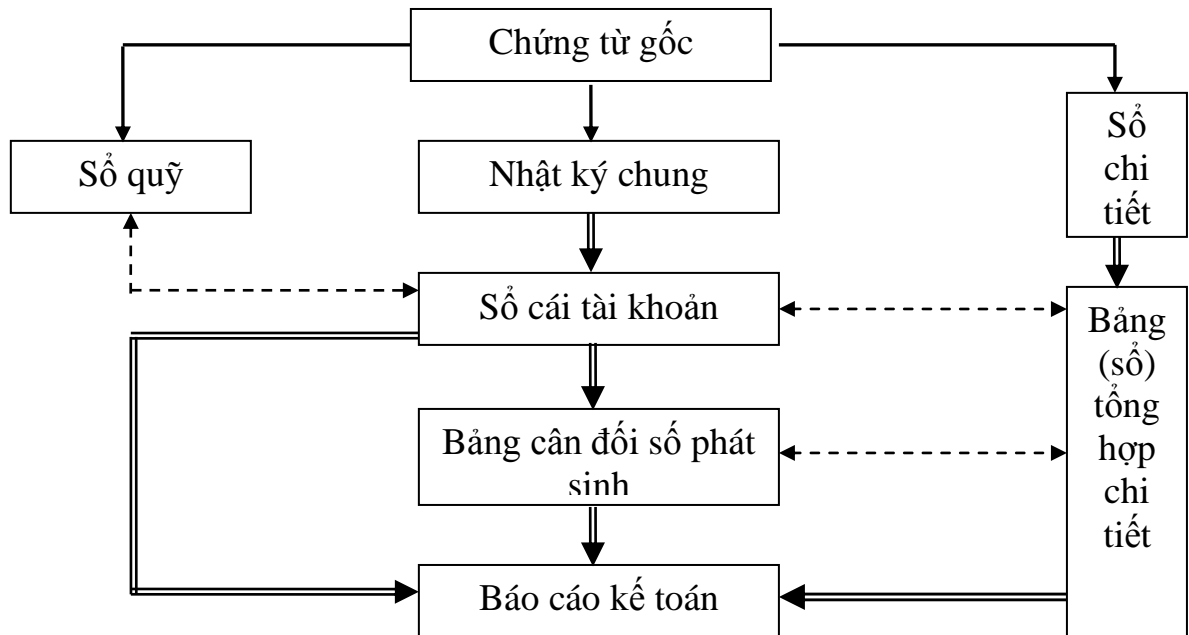 Chứng từ gốc
Sổ quỹ
Nhật ký chung
Sổ
chi
tiết
Sổ cái tài khoản
Bảng
(sổ)
tổng
hợp
chi
tiết
Bảng cân đối số phát
sinh
Báo cáo kế toán